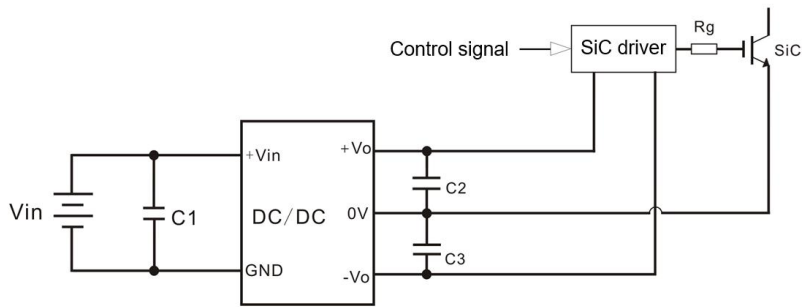 Rg
Control signal
SiC driver
SiC
+Vin
+Vo
C2
Vin
C1
DC/DC
0V
C3
GND
-Vo